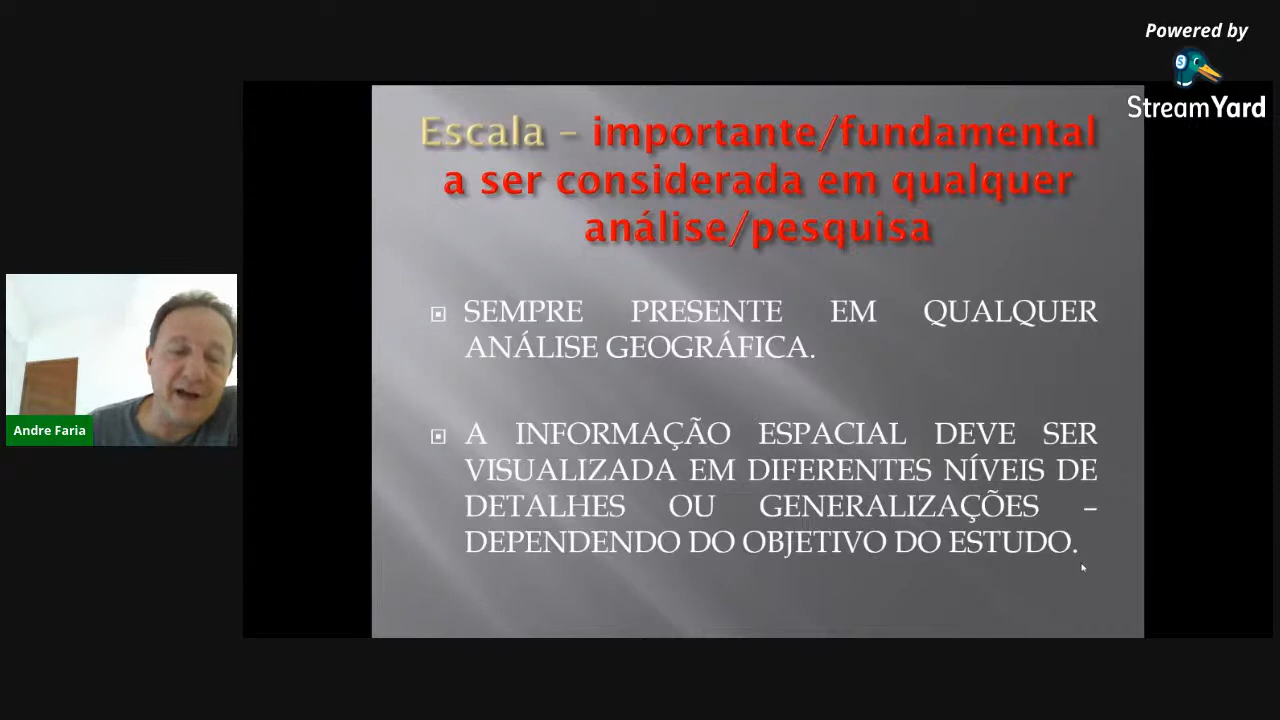 Powered by
StreamYard
Escala – importante/fundamental
a ser considerada em qualquer
análise/pesquisa
SEMPRE PRESENTE EM QUALQUER
ANÁLISE GEOGRÁFICA.
A INFORMAÇÃO ESPACIAL DEVE SER
VISUALIZADA EM DIFERENTES NÍVEIS DE
DETALHES OU GENERALIZAÇÕES –
DEPENDENDO DO OBJETIVO DO ESTUDO.
Andre Faria